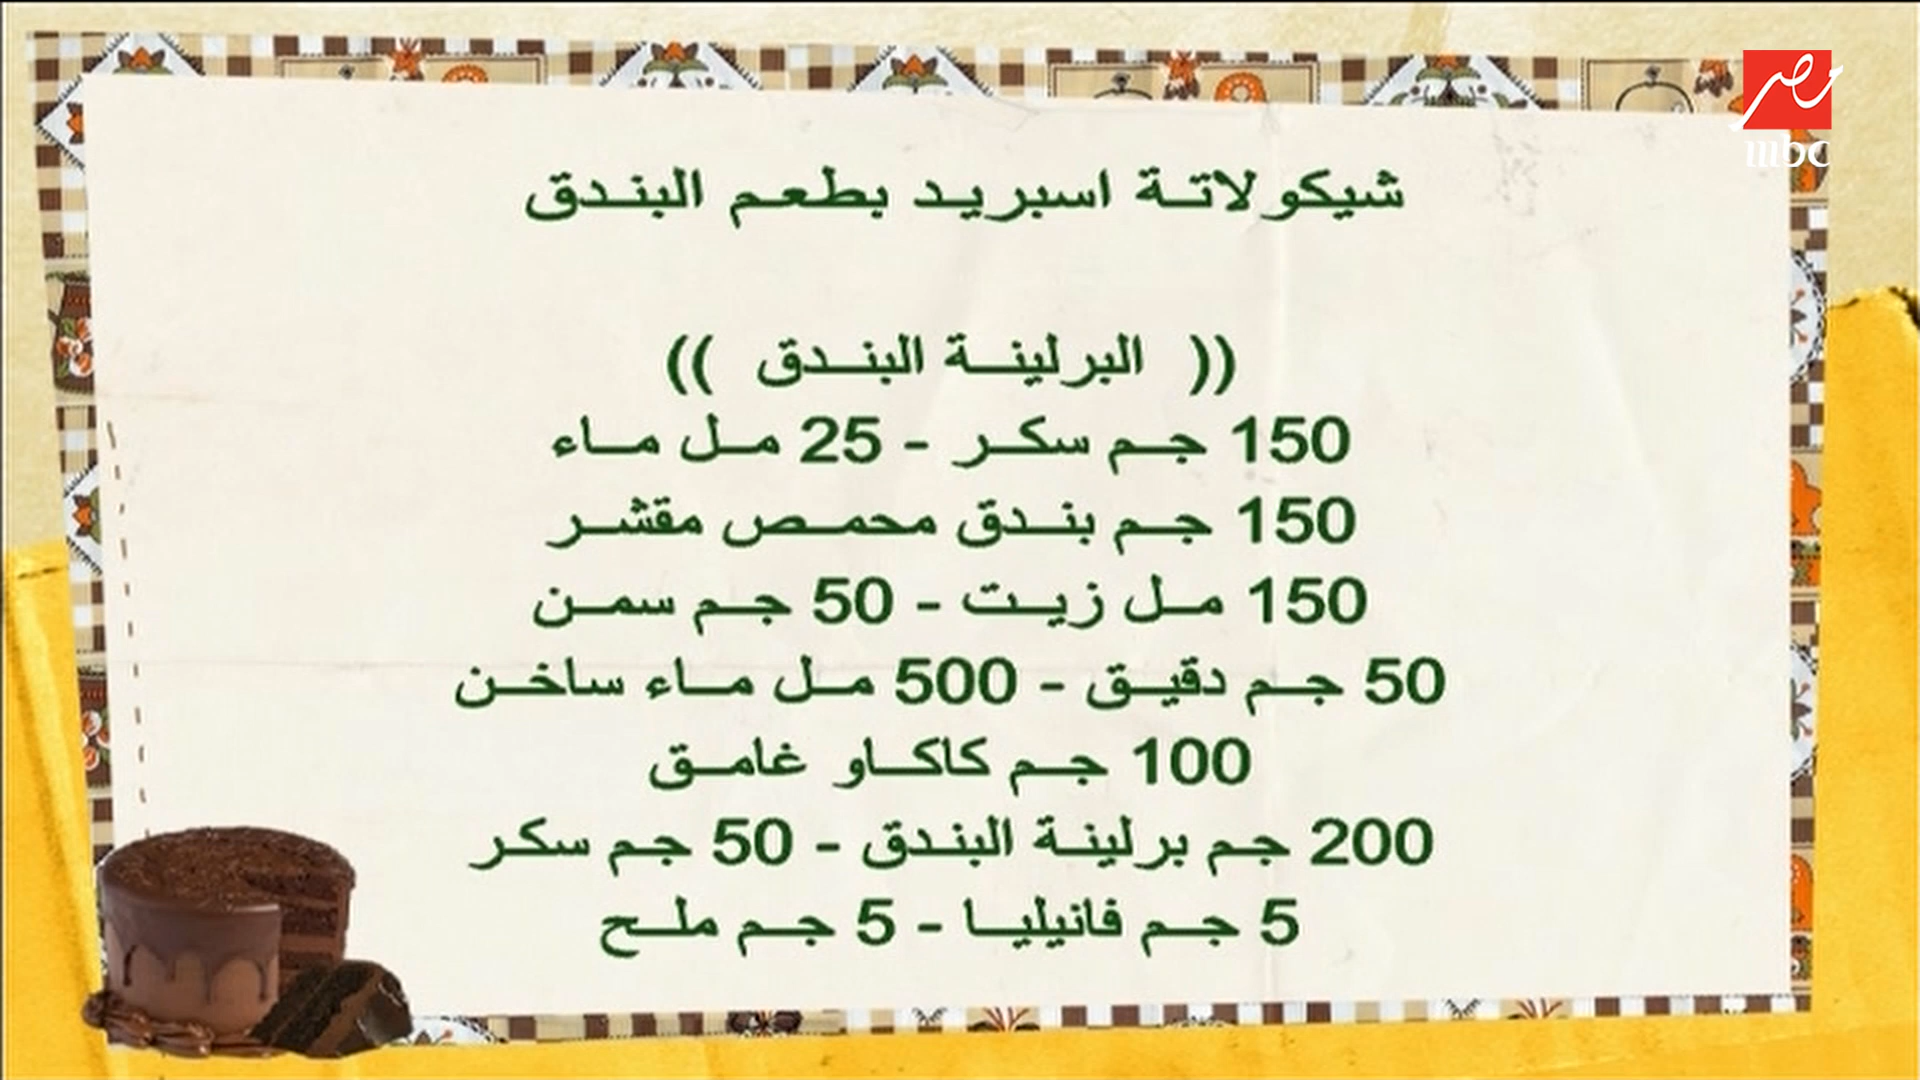 مصر
mbc
شيكولاتة اسبريد بطعم البندق
(( البرلينة البندق ))
150 جم سكر - 25 مل ماء
150 جم بندق محمص مقشر
150 مل زيت - 50 جم سمن
50 جم دقيق - 500 مل ماء ساخن
100 جم كاكاو غامق
200 جم برلينة البندق - 50 جم سكر
5 جم فانيليا - 5 جم ملح